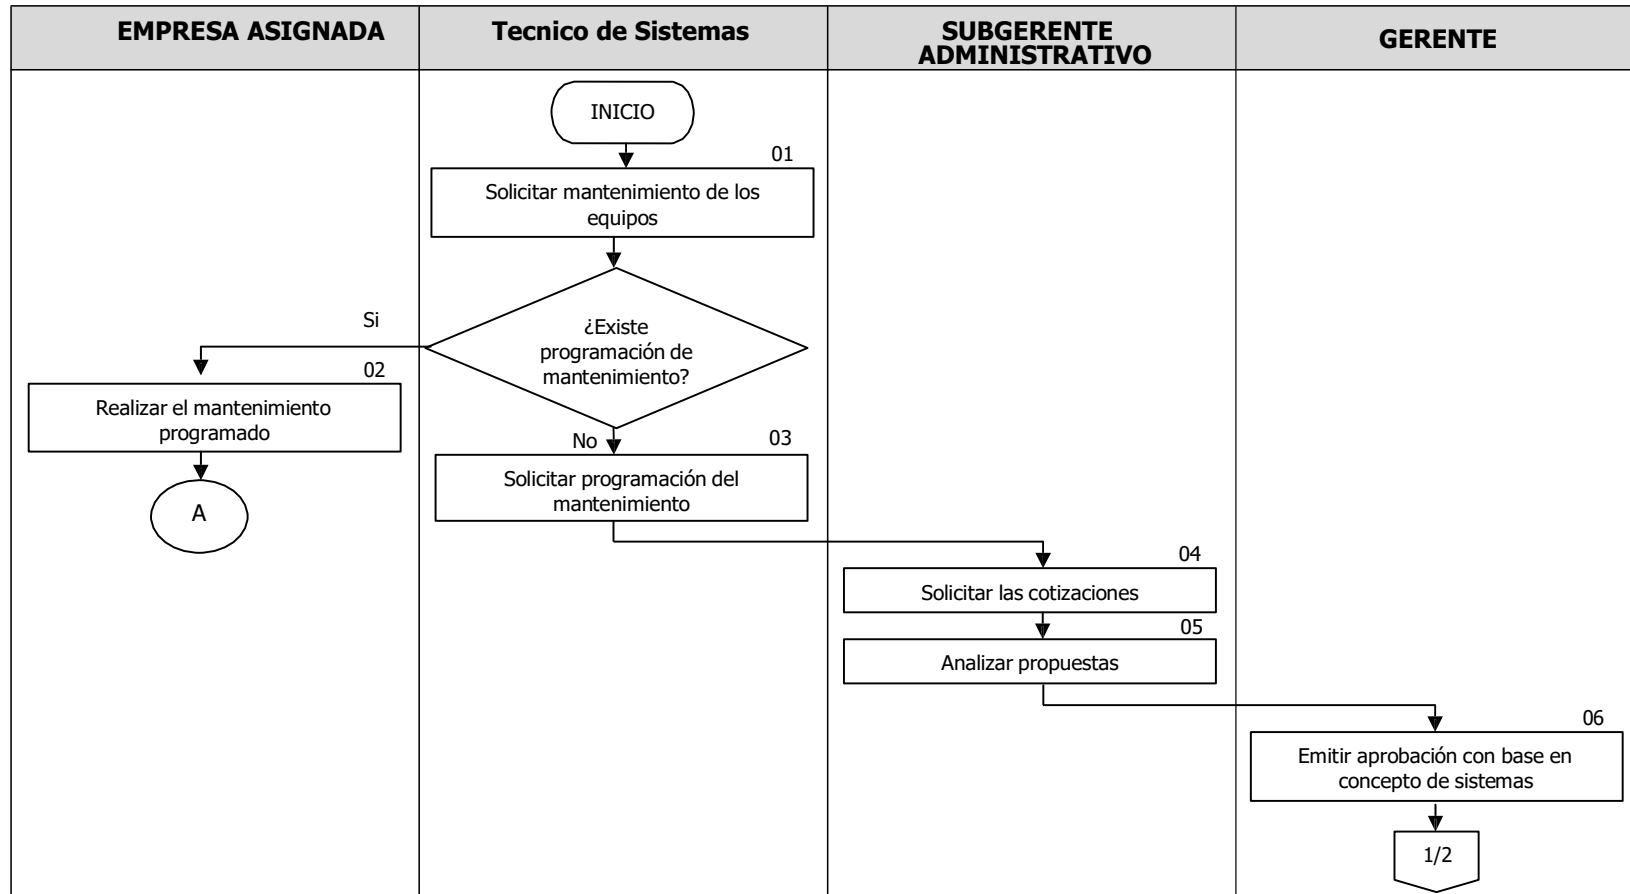 EMPRESA ASIGNADA
Tecnico de Sistemas
SUBGERENTE
ADMINISTRATIVO
GERENTE
INICIO
01
Solicitar mantenimiento de los
equipos
Si
¿Existe
programación de
mantenimiento?
02
Realizar el mantenimiento
programado
No
03
Solicitar programación del
mantenimiento
A
04
Solicitar las cotizaciones
05
Analizar propuestas
06
Emitir aprobación con base en
concepto de sistemas
1/2